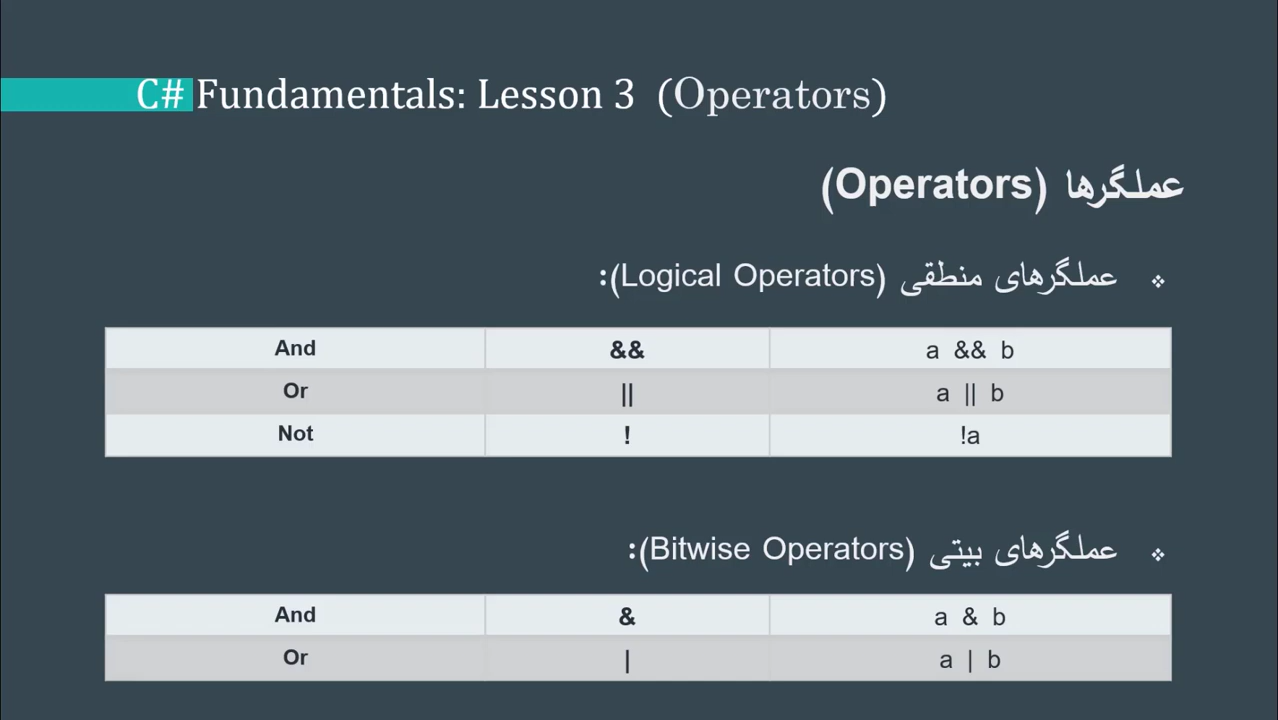 C# Fundamentals: Lesson 3 (Operators)
عملگرها (Operators)
❖ عملگرهای منطقی (Logical Operators):
And && a && b
Or || a || b
Not ! !a
❖ عملگرهای بیتی (Bitwise Operators):
And & a & b
Or | a | b